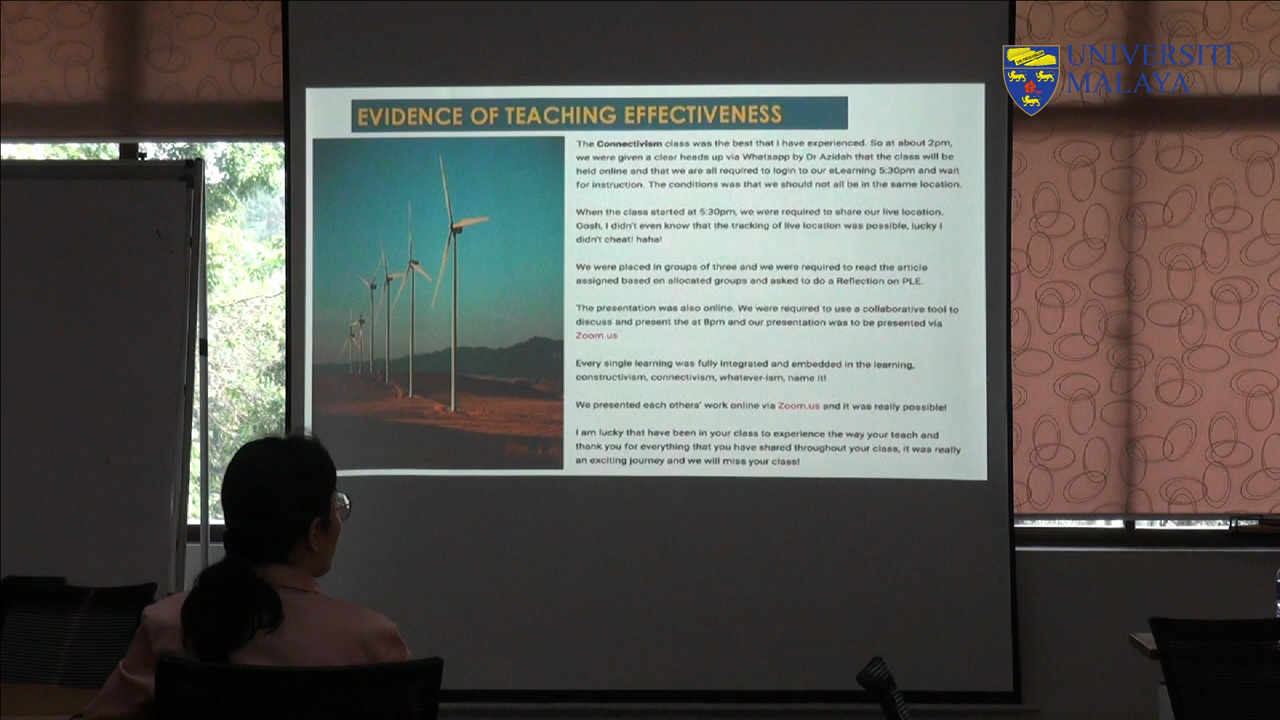 UNIVERSITI
MALAYA
EVIDENCE OF TEACHING EFFECTIVENESS
The Connectivism class was the best that I have experienced. So at about 2pm,
we were given a clear heads up via Whatsapp by Dr Azidah that the class will be
held online and that we are all required to login to our eLearning 5:30pm and wait
for instruction. The conditions was that we should not all be in the same location.
When the class started at 5:30pm, we were required to share our live location.
Gosh, I didn't even know that the tracking of live location was possible, lucky I
didn't cheat! haha!
We were placed in groups of three and we were required to read the article
assigned based on allocated groups and asked to do a Reflection on PLE.
The presentation was also online. We were required to use a collaborative tool to
discuss and present the at 8pm and our presentation was to be presented via
Zoom.us
Every single learning was fully integrated and embedded in the learning,
constructivism, connectivism, whatever-ism, name it!
We presented each others' work online via Zoom.us and it was really possible!
I am lucky that have been in your class to experience the way your teach and
thank you for everything that you have shared throughout your class, it was really
an exciting journey and we will miss your class!